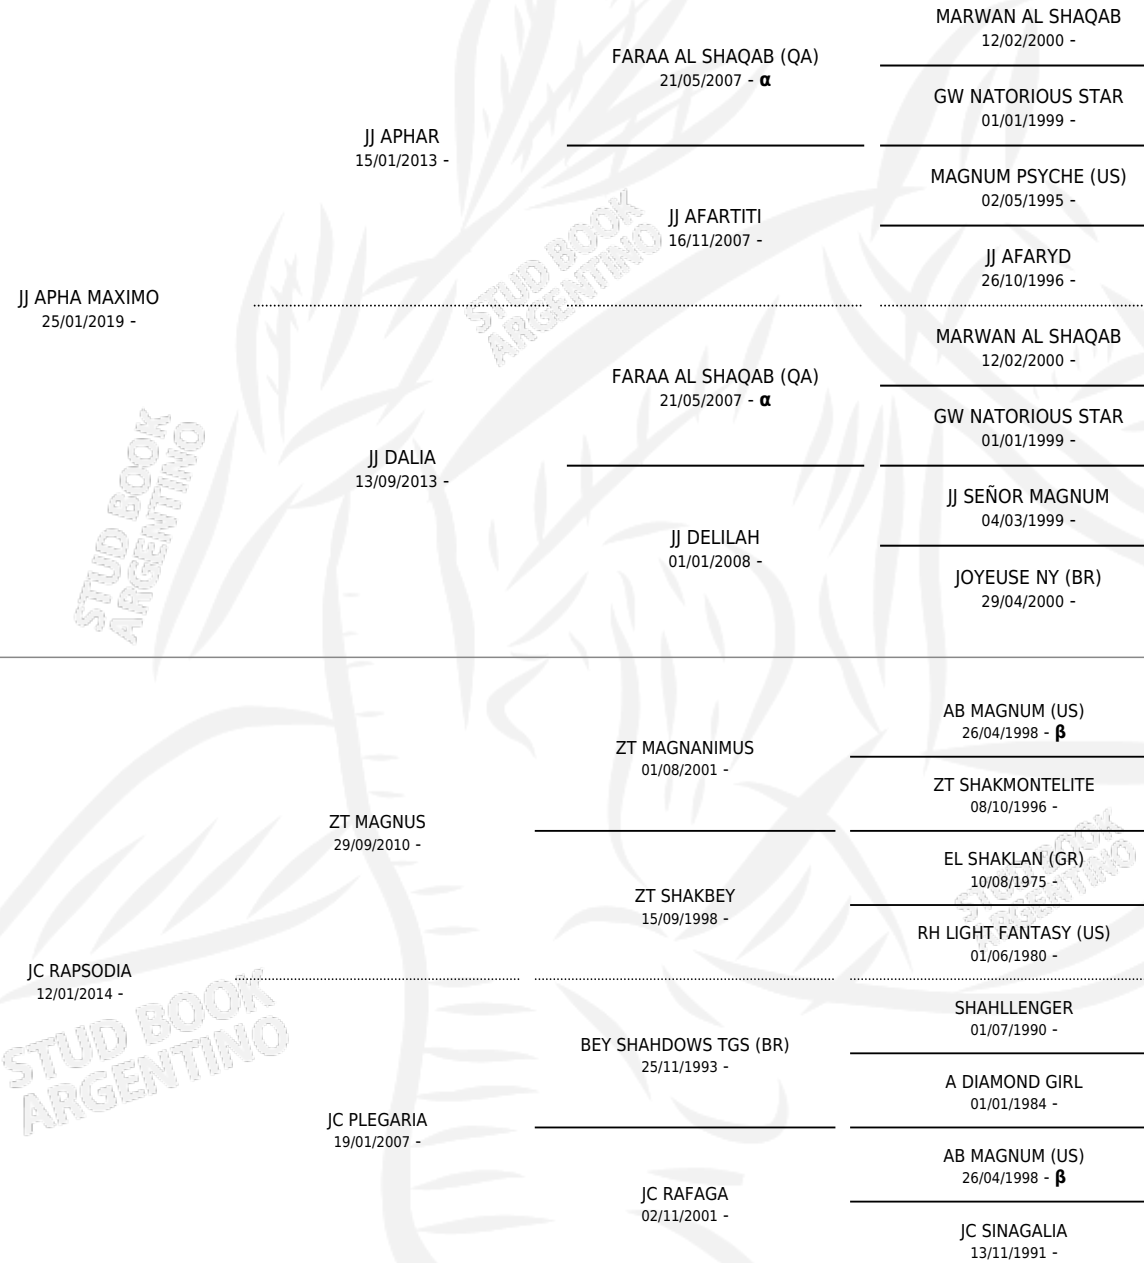 MARWAN AL SHAQAB
12/02/2000 -
FARAA AL SHAQAB (QA)
21/05/2007 - α
GW NATORIOUS STAR
01/01/1999 -
JJ APHAR
15/01/2013 -
MAGNUM PSYCHE (US)
02/05/1995 -
JJ AFARTITI
16/11/2007 -
JJ AFARYD
26/10/1996 -
JJ APHA MAXIMO
25/01/2019 -
STUD BOOK
ARGENTINO
MARWAN AL SHAQAB
12/02/2000 -
FARAA AL SHAQAB (QA)
21/05/2007 - α
GW NATORIOUS STAR
01/01/1999 -
JJ DALIA
13/09/2013 -
JJ SEÑOR MAGNUM
04/03/1999 -
JJ DELILAH
01/01/2008 -
JOYEUSE NY (BR)
29/04/2000 -
STUD BOOK
ARGENTINO
AB MAGNUM (US)
26/04/1998 - β
ZT MAGNANIMUS
01/08/2001 -
ZT SHAKMONTELITE
08/10/1996 -
ZT MAGNUS
29/09/2010 -
EL SHAKLAN (GR)
10/08/1975 -
ZT SHAKBEY
15/09/1998 -
RH LIGHT FANTASY (US)
01/06/1980 -
STUD BOOK
ARGENTINO
JC RAPSODIA
12/01/2014 -
SHAHLLENGER
01/07/1990 -
BEY SHAHDOWS TGS (BR)
25/11/1993 -
A DIAMOND GIRL
01/01/1984 -
STUD BOOK
ARGENTINO
JC PLEGARIA
19/01/2007 -
AB MAGNUM (US)
26/04/1998 - β
JC RAFAGA
02/11/2001 -
JC SINAGALIA
13/11/1991 -